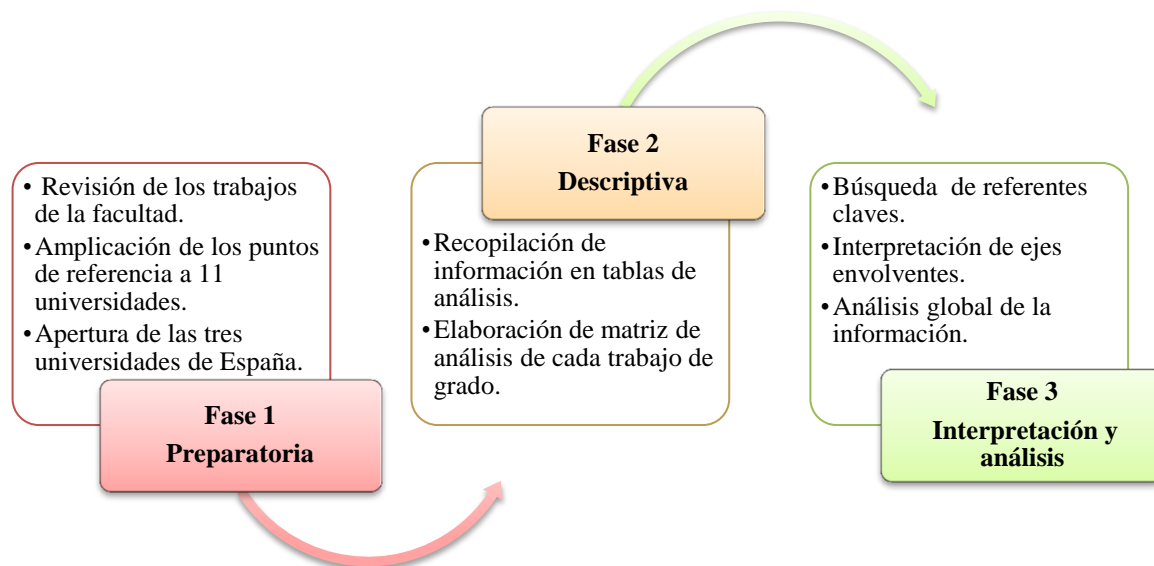 • Revisión de los trabajos
de la facultad.
• Amplicación de los puntos
de referencia a 11
universidades.
• Apertura de las tres
universidades de España.
Fase 1
Preparatoria
Fase 2
Descriptiva
• Recopilación de
información en tablas de
análisis.
• Elaboración de matriz de
análisis de cada trabajo de
grado.
• Búsqueda de referentes
claves.
• Interpretación de ejes
envolventes.
• Análisis global de la
información.
Fase 3
Interpretación y
análisis